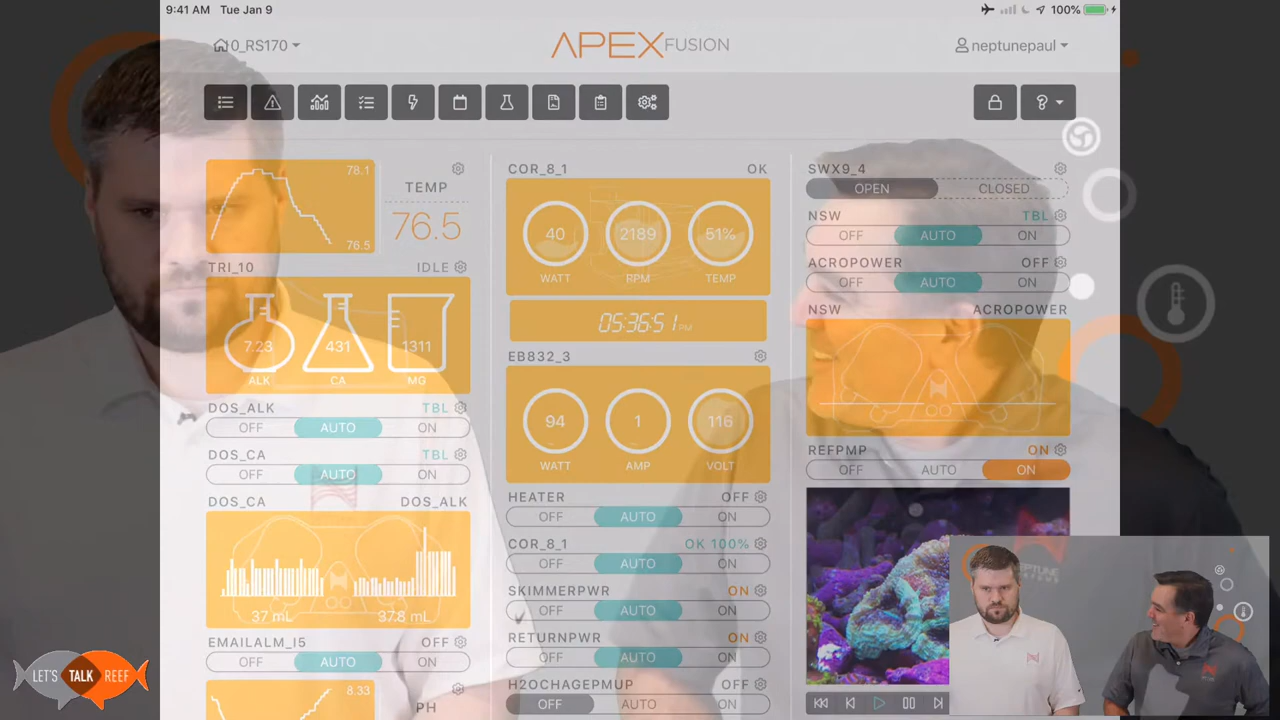 9:41 AM Tue Jan 9
100%
10_RS170
APEX FUSION
neptunepaul
78.1
76.5
TEMP
76.5
TRI_10 IDLE
7.23 431 1311
ALK CA MG
DOS_ALK TBL
OFF AUTO ON
DOS_CA TBL
OFF AUTO ON
DOS_CA DOS_ALK
37 mL 37.8 mL
EMAILALM_I5 OFF
OFF AUTO ON
8.33
PH
COR_8_1 OK
40 2189 51%
WATT RPM TEMP
05:36:51 PM
EB832_3
94 1 116
WATT AMP VOLT
HEATER OFF
OFF AUTO ON
COR_8_1 OK 100%
OFF AUTO ON
SKIMMERPWR ON
OFF AUTO ON
RETURNPWR ON
OFF AUTO ON
H2OCHAGEPMUP OFF
OFF AUTO ON
SWX9_4
OPEN CLOSED
NSW TBL
OFF AUTO ON
ACROPOWER OFF
OFF AUTO ON
NSW ACROPOWER
REFPMP ON
OFF AUTO ON
LET'S TALK REEF